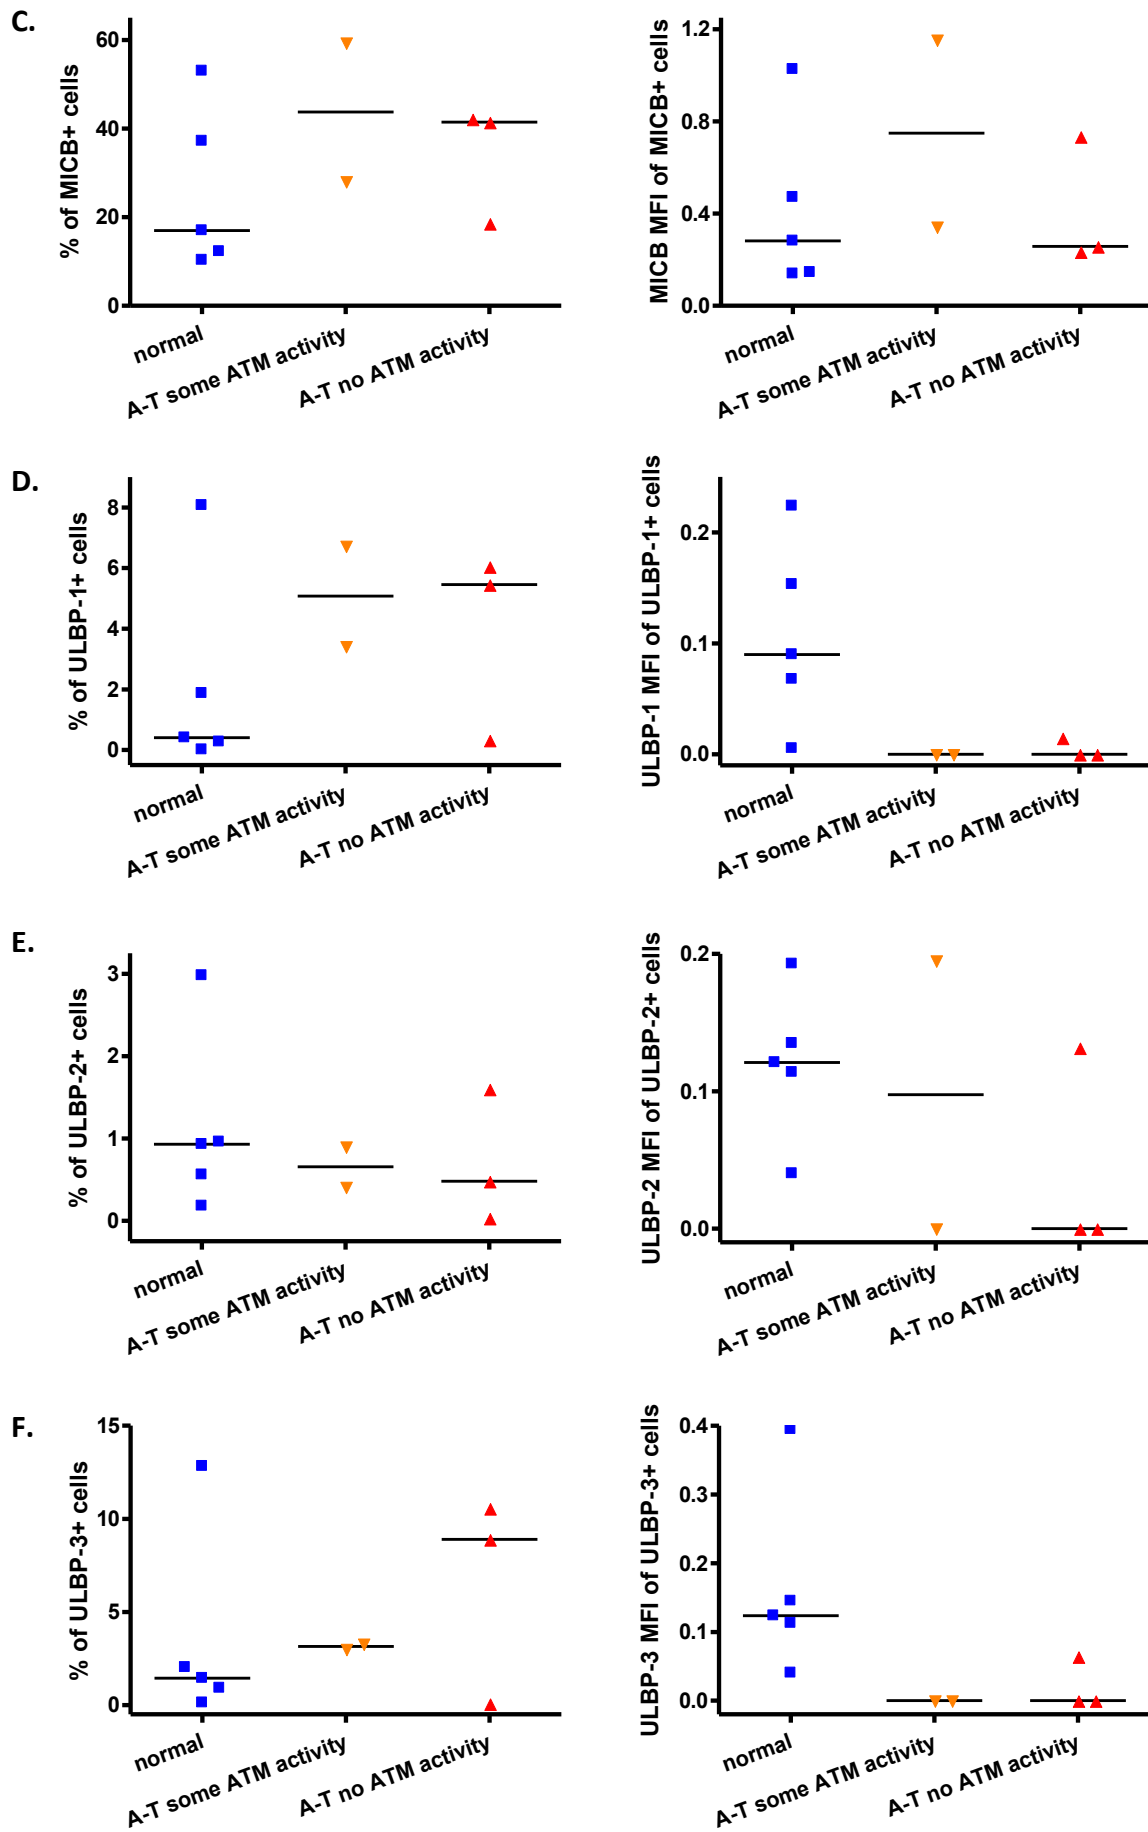 C.
% of MICB+ cells
60
40
20
0
normal
A-T some ATM activity
A-T no ATM activity
MICB MFI of MICB+ cells
1.2
0.8
0.4
0.0
normal
A-T some ATM activity
A-T no ATM activity
D.
% of ULBP-1+ cells
8
6
4
2
0
normal
A-T some ATM activity
A-T no ATM activity
ULBP-1 MFI of ULBP-1+ cells
0.2
0.1
0.0
normal
A-T some ATM activity
A-T no ATM activity
E.
% of ULBP-2+ cells
3
2
1
0
normal
A-T some ATM activity
A-T no ATM activity
ULBP-2 MFI of ULBP-2+ cells
0.2
0.1
0.0
normal
A-T some ATM activity
A-T no ATM activity
F.
% of ULBP-3+ cells
15
10
5
0
normal
A-T some ATM activity
A-T no ATM activity
ULBP-3 MFI of ULBP-3+ cells
0.4
0.3
0.2
0.1
0.0
normal
A-T some ATM activity
A-T no ATM activity